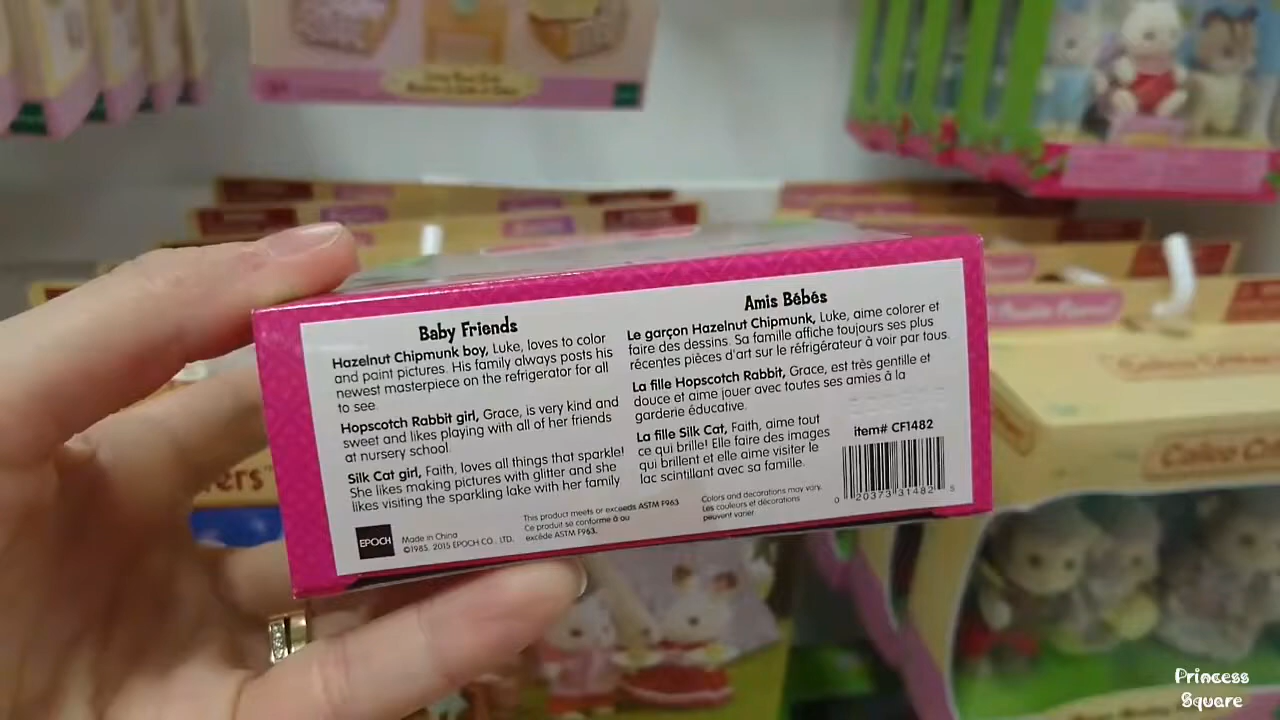 Baby Friends
Hazelnut Chipmunk boy, Luke, loves to color
and paint pictures. His family always posts his
newest masterpiece on the refrigerator for all
to see.
Hopscotch Rabbit girl, Grace, is very kind and
sweet and likes playing with all of her friends
at nursery school.
Silk Cat girl, Faith, loves all things that sparkle!
She likes making pictures with glitter and she
likes visiting the sparkling lake with her family
EPOCH
Made in China
©1985, 2015 EPOCH CO., LTD.
This product meets or exceeds ASTM F963
Ce produit se conforme à ou
excède ASTM F963.
Amis Bébés
Le garçon Hazelnut Chipmunk, Luke, aime colorer et
faire des dessins. Sa famille affiche toujours ses plus
récentes pièces d'art sur le réfrigérateur à voir par tous.
La fille Hopscotch Rabbit, Grace, est très gentille et
douce et aime jouer avec toutes ses amies à la
garderie éducative.
La fille Silk Cat, Faith, aime tout
ce qui brille! Elle faire des images
qui brillent et elle aime visiter le
lac scintillant avec sa famille.
Colors and decorations may vary.
Les couleurs et décorations
peuvent varier
item# CF1482
0 20373 31482 5
Calico
Princess
Square